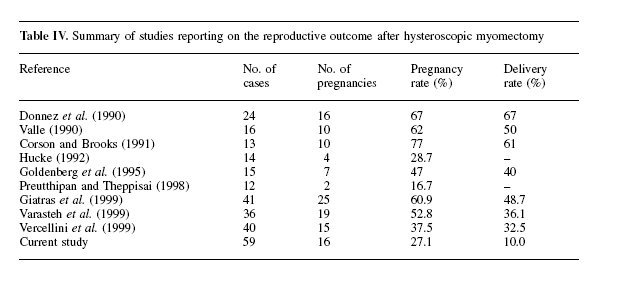 Table IV. Summary of studies reporting on the reproductive outcome after hysteroscopic myomectomy
Reference No. of cases No. of pregnancies Pregnancy rate (%) Delivery rate (%)
Donnez et al. (1990) 24 16 67 67
Valle (1990) 16 10 62 50
Corson and Brooks (1991) 13 10 77 61
Hucke (1992) 14 4 28.7 –
Goldenberg et al. (1995) 15 7 47 40
Preutthipan and Theppisai (1998) 12 2 16.7 –
Giatras et al. (1999) 41 25 60.9 48.7
Varasteh et al. (1999) 36 19 52.8 36.1
Vercellini et al. (1999) 40 15 37.5 32.5
Current study 59 16 27.1 10.0